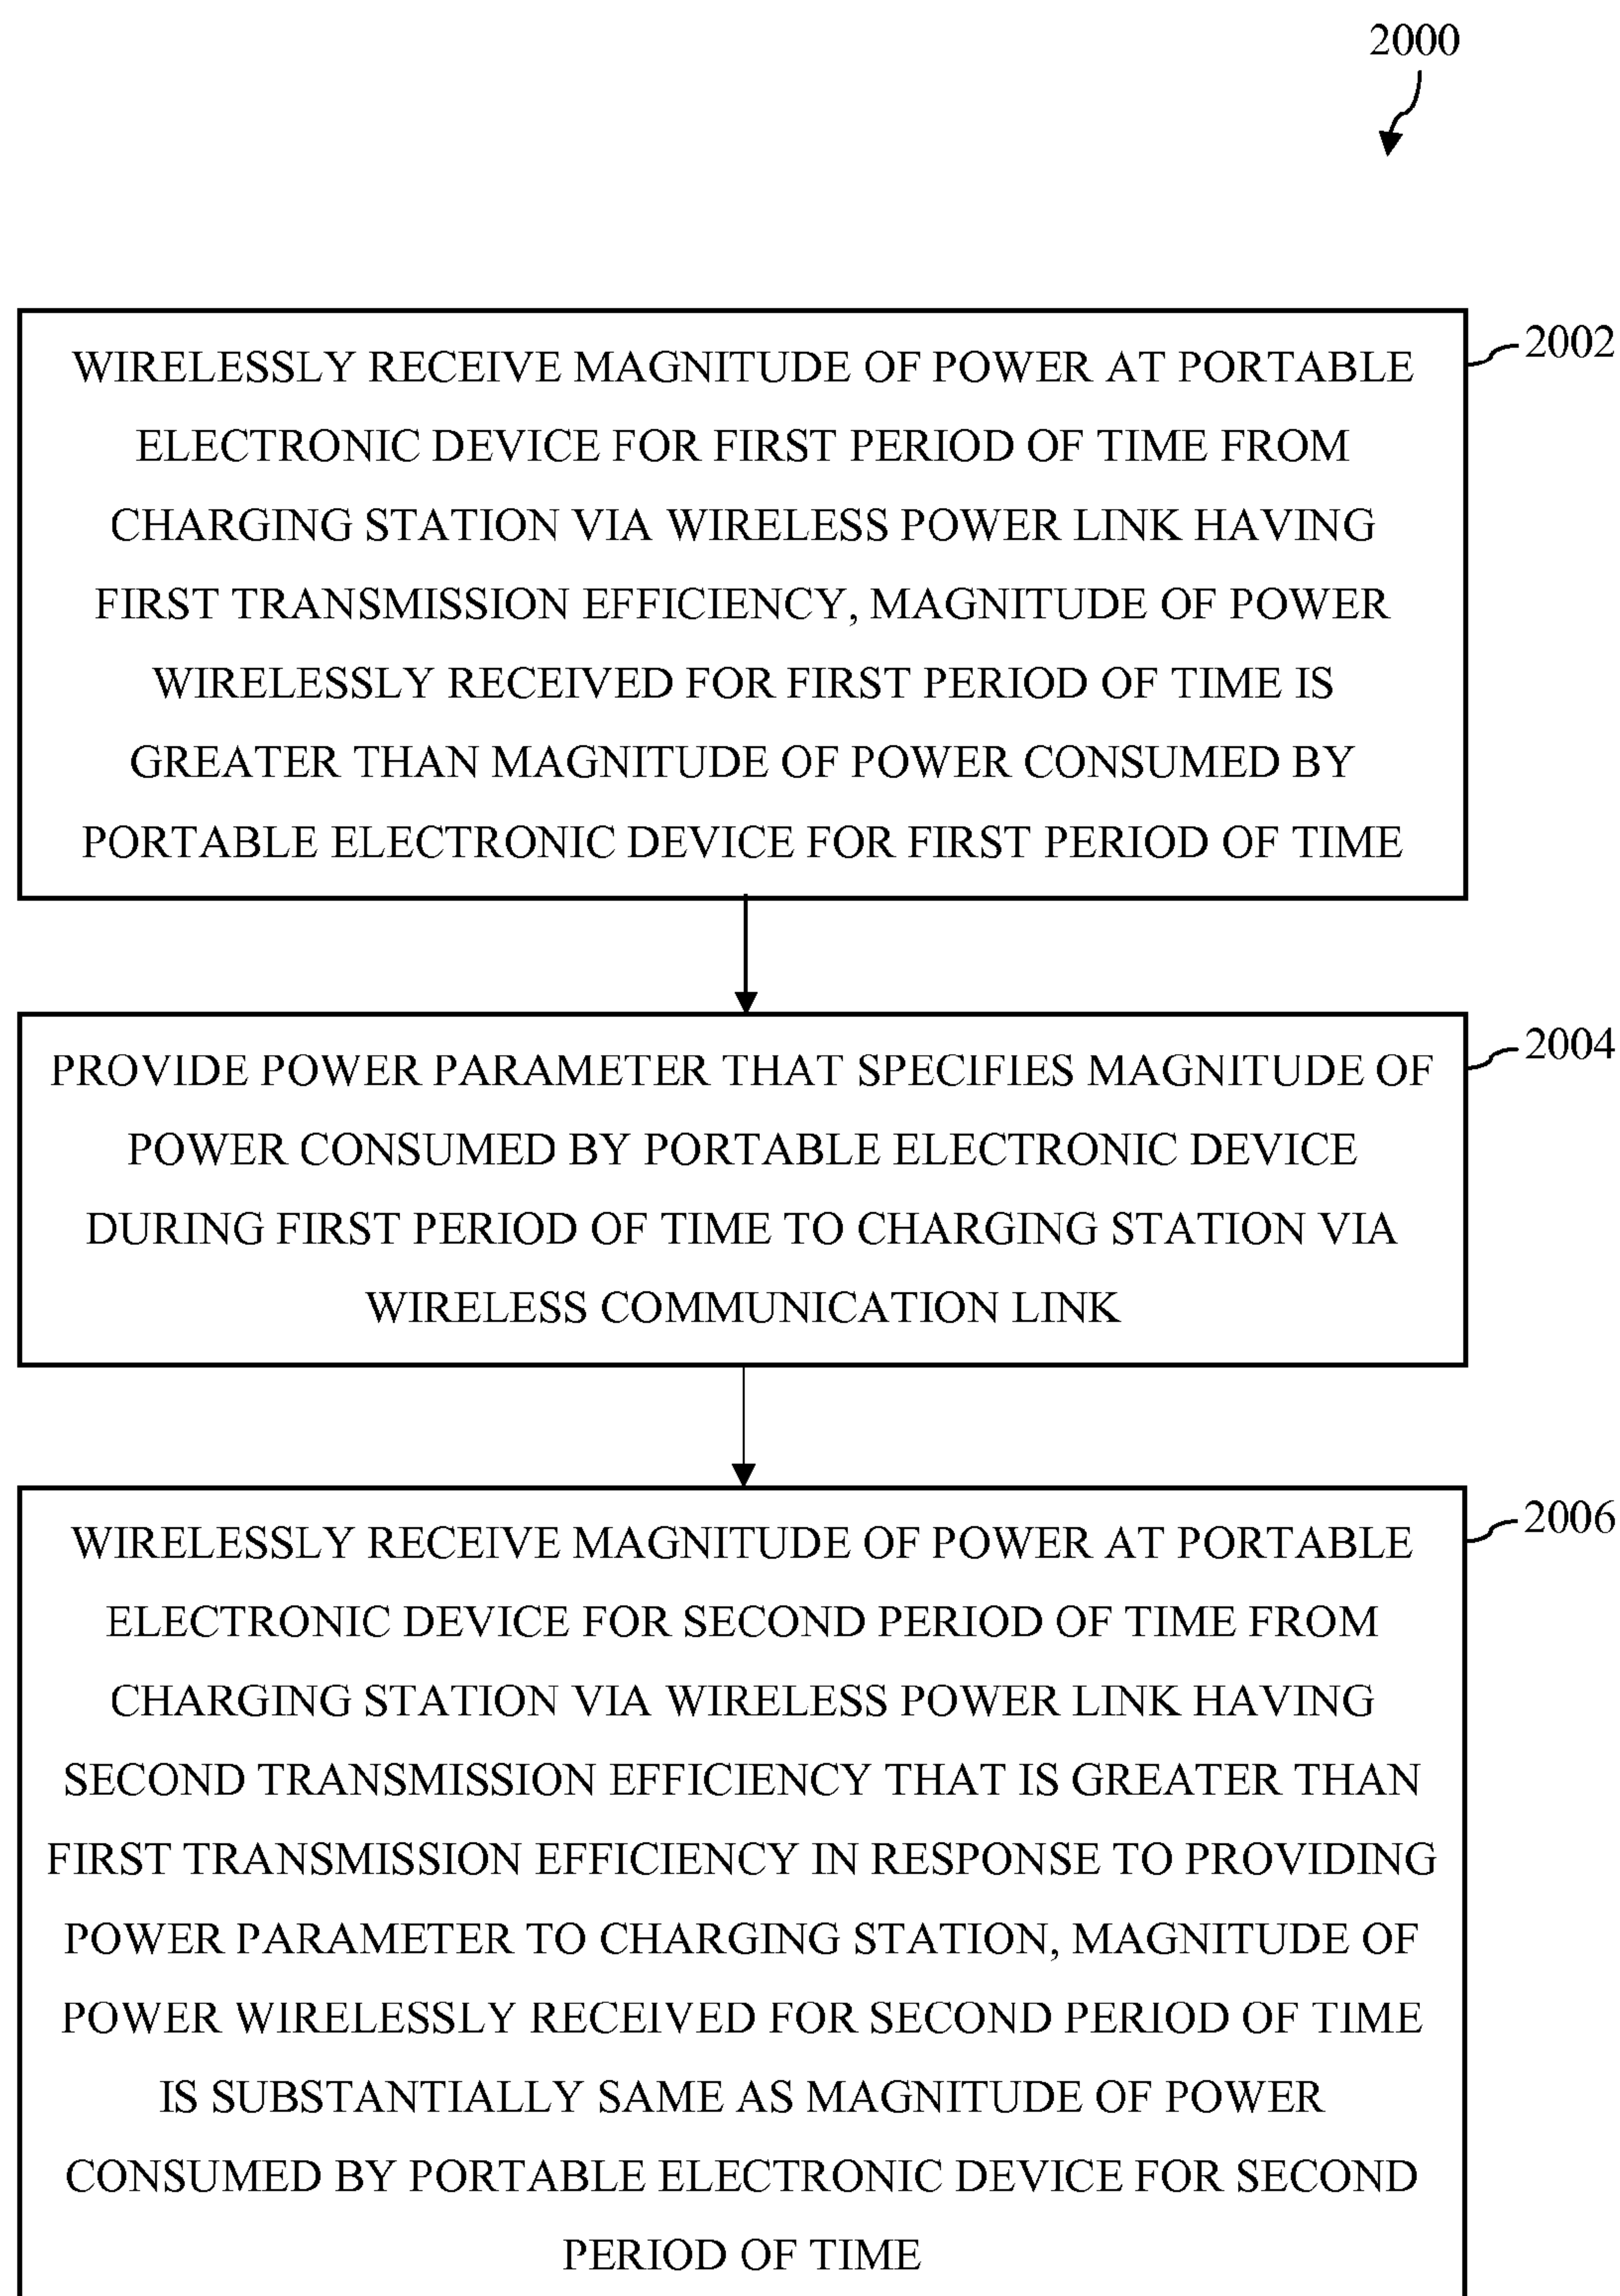 2000
WIRELESSLY RECEIVE MAGNITUDE OF POWER AT PORTABLE
2002
ELECTRONIC DEVICE FOR FIRST PERIOD OF TIME FROM
CHARGING STATION VIA WIRELESS POWER LINK HAVING
FIRST TRANSMISSION EFFICIENCY, MAGNITUDE OF POWER
WIRELESSLY RECEIVED FOR FIRST PERIOD OF TIME IS
GREATER THAN MAGNITUDE OF POWER CONSUMED BY
PORTABLE ELECTRONIC DEVICE FOR FIRST PERIOD OF TIME
PROVIDE POWER PARAMETER THAT SPECIFIES MAGNITUDE OF
2004
POWER CONSUMED BY PORTABLE ELECTRONIC DEVICE
DURING FIRST PERIOD OF TIME TO CHARGING STATION VIA
WIRELESS COMMUNICATION LINK
WIRELESSLY RECEIVE MAGNITUDE OF POWER AT PORTABLE
2006
ELECTRONIC DEVICE FOR SECOND PERIOD OF TIME FROM
CHARGING STATION VIA WIRELESS POWER LINK HAVING
SECOND TRANSMISSION EFFICIENCY THAT IS GREATER THAN
FIRST TRANSMISSION EFFICIENCY IN RESPONSE TO PROVIDING
POWER PARAMETER TO CHARGING STATION, MAGNITUDE OF
POWER WIRELESSLY RECEIVED FOR SECOND PERIOD OF TIME
IS SUBSTANTIALLY SAME AS MAGNITUDE OF POWER
CONSUMED BY PORTABLE ELECTRONIC DEVICE FOR SECOND
PERIOD OF TIME